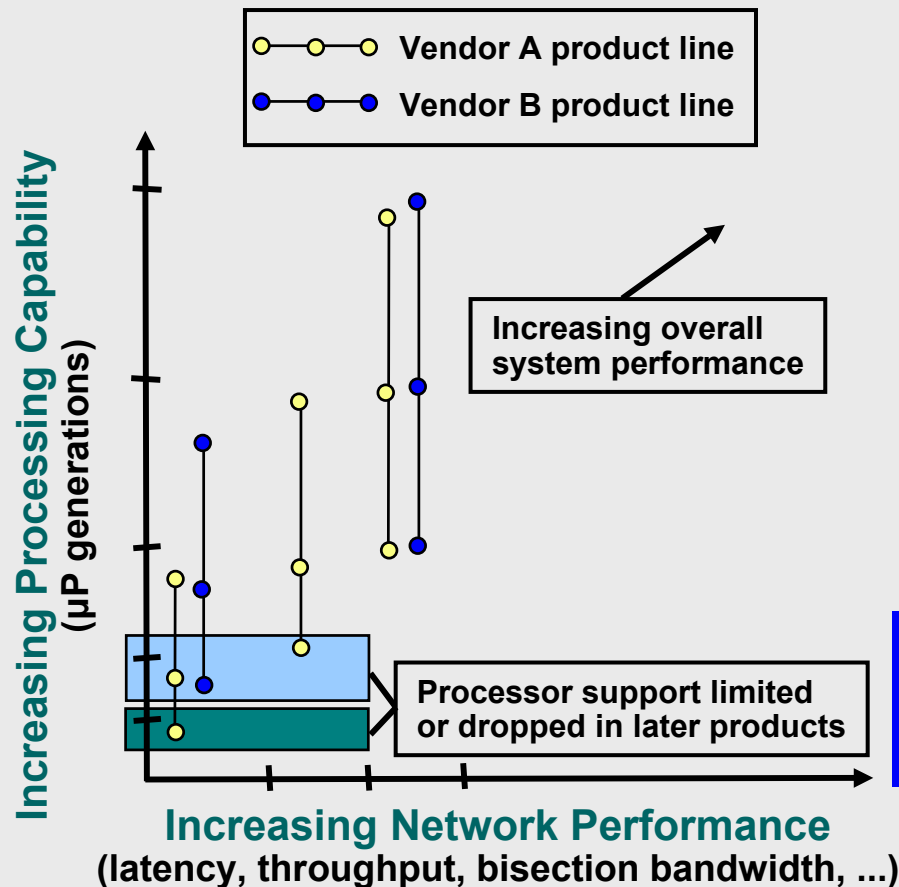 Vendor A product line
Vendor B product line
Increasing Processing Capability
(µP generations)
Increasing overall
system performance
Processor support limited
or dropped in later products
Increasing Network Performance
(latency, throughput, bisection bandwidth, ...)